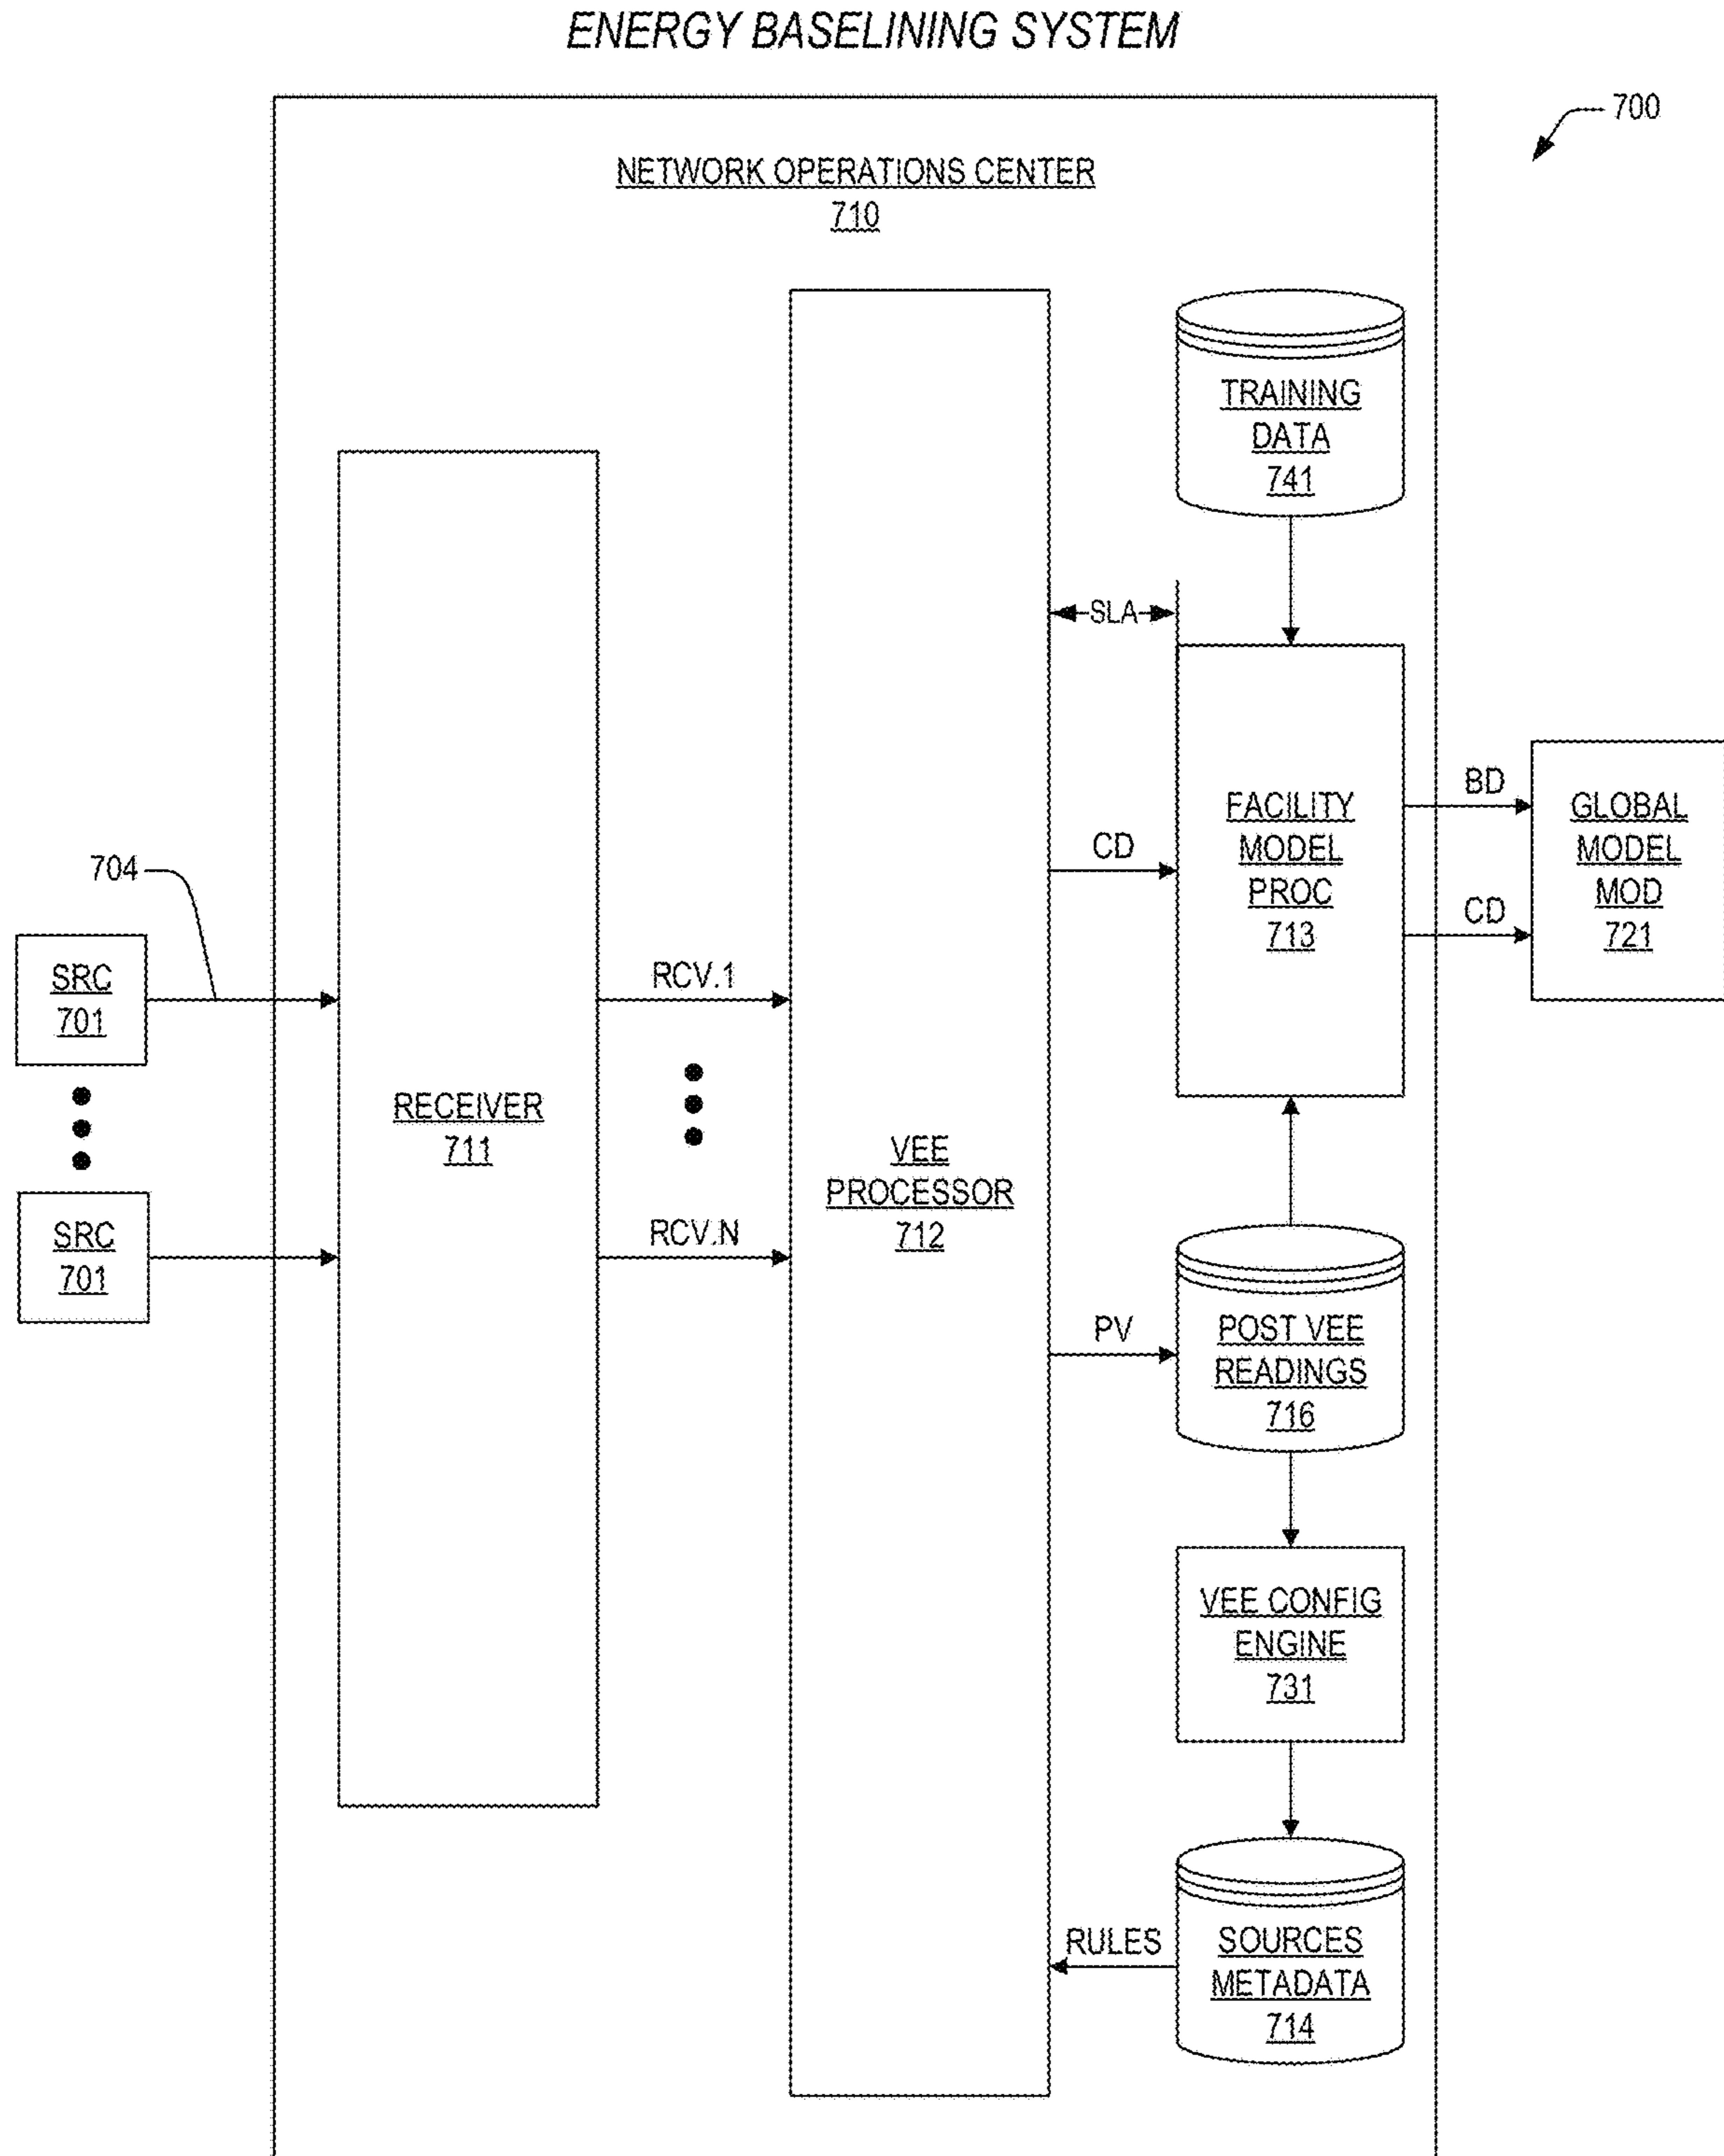 ENERGY BASELINING SYSTEM
700
NETWORK OPERATIONS CENTER
710
TRAINING
DATA
741
SLA
FACILITY
MODEL
PROC
713
BD
CD
GLOBAL
MODEL
MOD
721
CD
704
SRC
701
RCV.1
RECEIVER
711
VEE
PROCESSOR
712
SRC
701
RCV.N
PV
POST VEE
READINGS
716
VEE CONFIG
ENGINE
731
RULES
SOURCES
METADATA
714